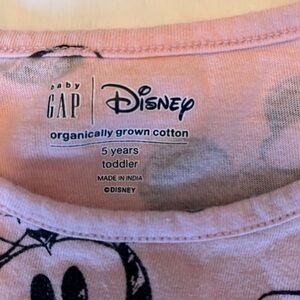 baby
GAP | Disney
organically grown cotton
5 years
toddler
MADE IN INDIA
©DISNEY